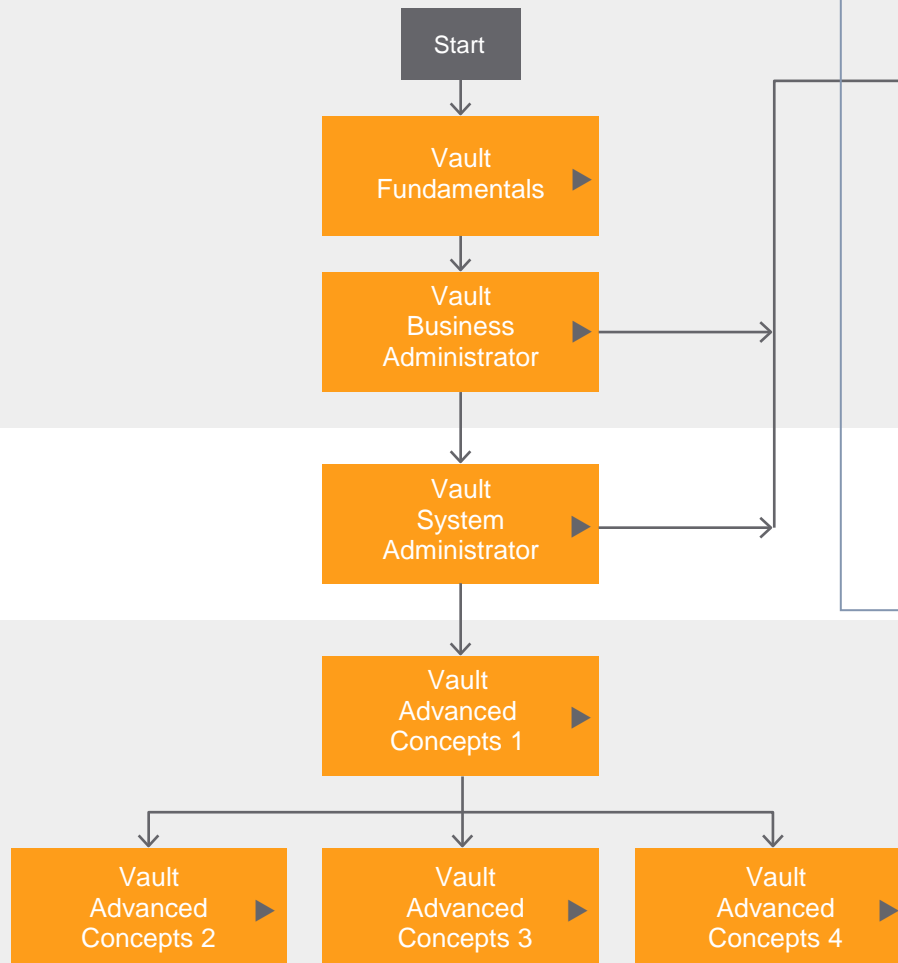 Start
Vault
Fundamentals
Vault
Business
Administrator
Vault
System
Administrator
Vault
Advanced
Concepts 1
Vault
Advanced
Concepts 2
Vault
Advanced
Concepts 3
Vault
Advanced
Concepts 4